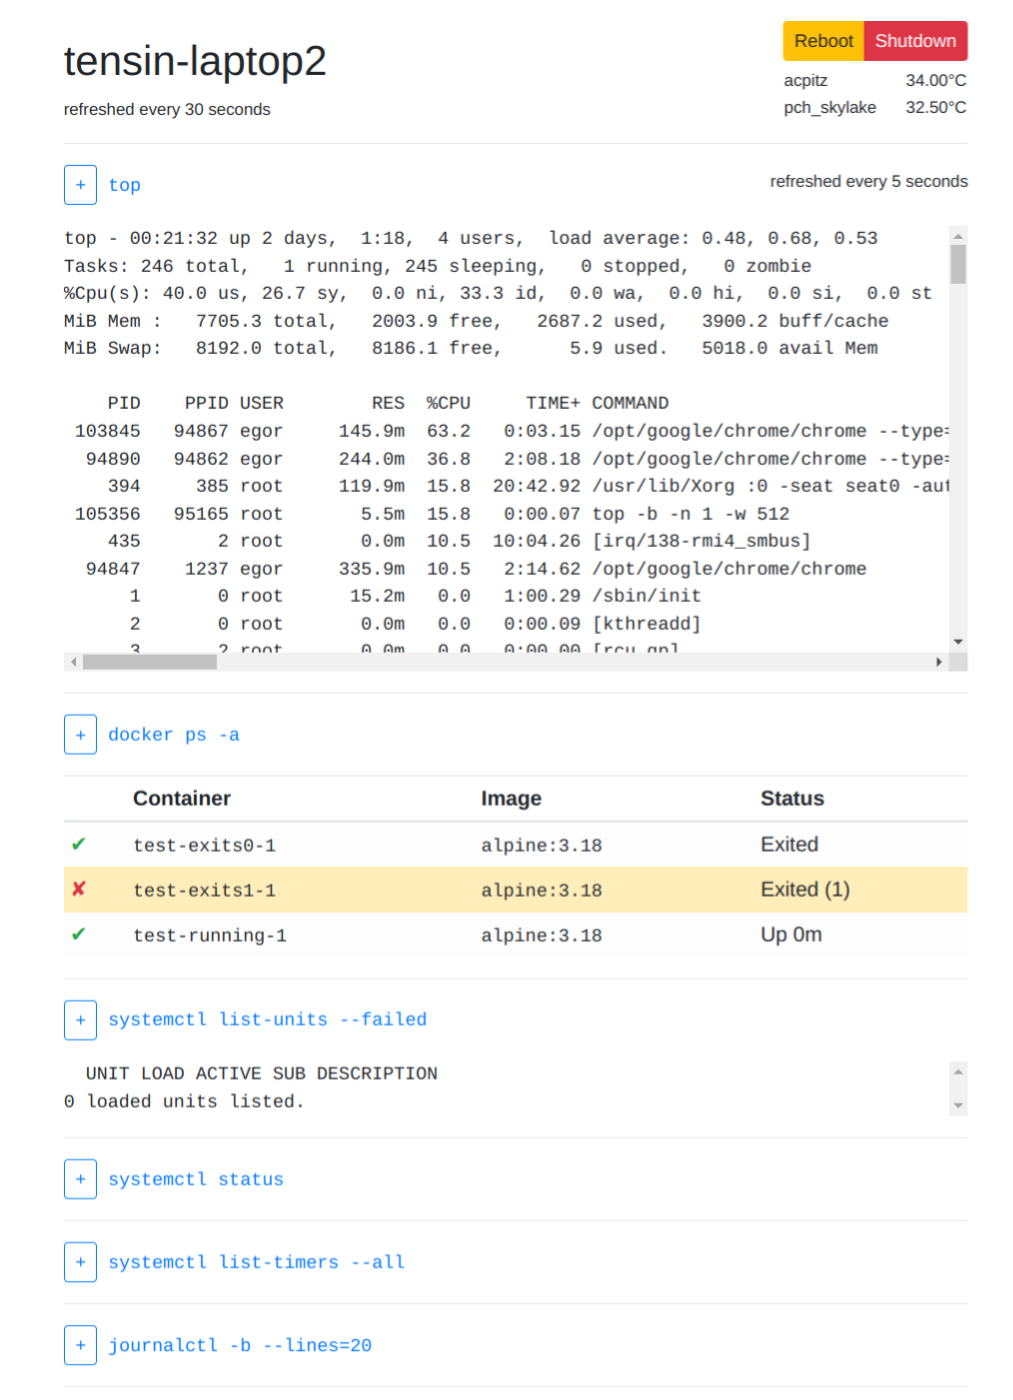 tensin-laptop2
refreshed every 30 seconds
Reboot Shutdown
acpitz 34.00°C
pch_skylake 32.50°C
+ top
refreshed every 5 seconds
top - 00:21:32 up 2 days,  1:18,  4 users,  load average: 0.48, 0.68, 0.53
Tasks: 246 total,   1 running, 245 sleeping,   0 stopped,   0 zombie
%Cpu(s): 40.0 us, 26.7 sy,  0.0 ni, 33.3 id,  0.0 wa,  0.0 hi,  0.0 si,  0.0 st
MiB Mem :   7705.3 total,   2003.9 free,   2687.2 used,   3900.2 buff/cache
MiB Swap:   8192.0 total,   8186.1 free,      5.9 used.   5018.0 avail Mem
PID    PPID USER        RES  %CPU     TIME+ COMMAND
103845   94867 egor     145.9m  63.2   0:03.15 /opt/google/chrome/chrome --type=
94890   94862 egor     244.0m  36.8   2:08.18 /opt/google/chrome/chrome --type=
394     385 root     119.9m  15.8  20:42.92 /usr/lib/Xorg :0 -seat seat0 -aut
105356   95165 root       5.5m  15.8   0:00.07 top -b -n 1 -w 512
435       2 root       0.0m  10.5  10:04.26 [irq/138-rmi4_smbus]
94847    1237 egor     335.9m  10.5   2:14.62 /opt/google/chrome/chrome
1       0 root      15.2m   0.0   1:00.29 /sbin/init
2       0 root       0.0m   0.0   0:00.09 [kthreadd]
3       2 root       0.0m   0.0   0:00.00 [rcu_gp]
+ docker ps -a
Container Image Status
✔ test-exits0-1 alpine:3.18 Exited
✘ test-exits1-1 alpine:3.18 Exited (1)
✔ test-running-1 alpine:3.18 Up 0m
+ systemctl list-units --failed
UNIT LOAD ACTIVE SUB DESCRIPTION
0 loaded units listed.
+ systemctl status
+ systemctl list-timers --all
+ journalctl -b --lines=20